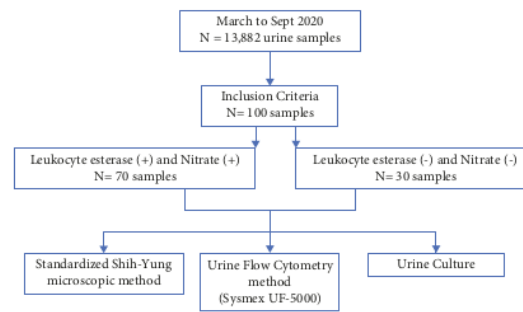 March to Sept 2020
N = 13,882 urine samples
Inclusion Criteria
N= 100 samples
Leukocyte esterase (+) and Nitrate (+)
N= 70 samples
Leukocyte esterase (-) and Nitrate (-)
N= 30 samples
Standardized Shih-Yung
microscopic method
Urine Flow Cytometry
method
(Sysmex UF-5000)
Urine Culture